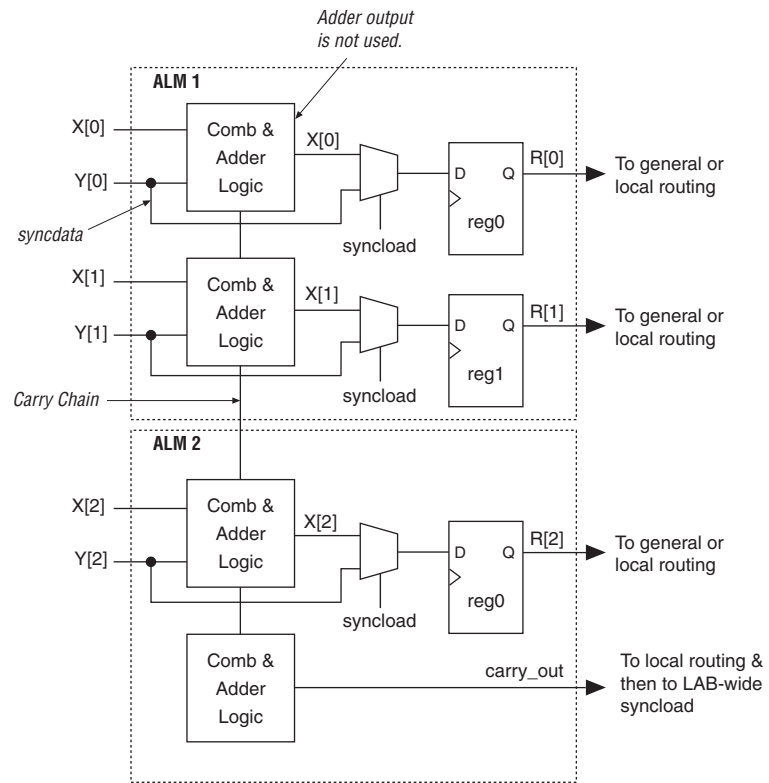 Adder output
is not used.
ALM 1
X[0]
Comb &
Adder
Logic
X[0]
Y[0]
D
Q
reg0
R[0]
To general or
local routing
syncdata
syncload
X[1]
Comb &
Adder
Logic
X[1]
Y[1]
D
Q
reg1
R[1]
To general or
local routing
syncload
Carry Chain
ALM 2
X[2]
Comb &
Adder
Logic
X[2]
Y[2]
D
Q
reg0
R[2]
To general or
local routing
syncload
Comb &
Adder
Logic
carry_out
To local routing &
then to LAB-wide
syncload